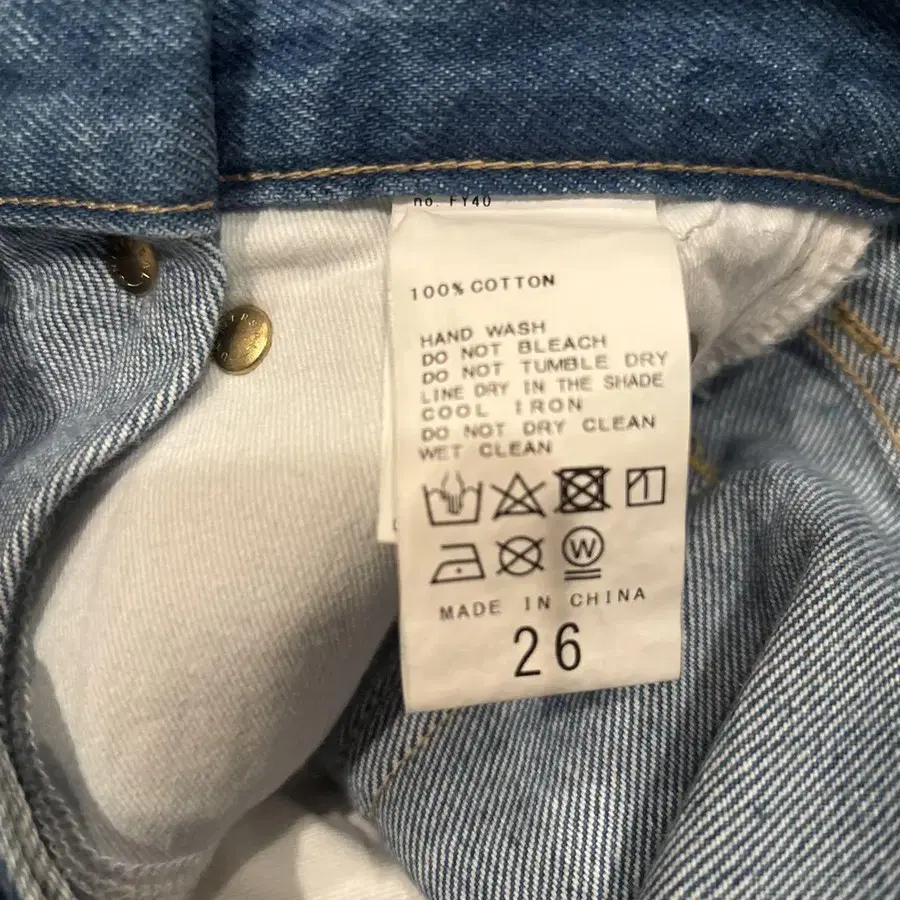 no. FY40
100% COTTON
HAND WASH
DO NOT BLEACH
DO NOT TUMBLE DRY
LINE DRY IN THE SHADE
COOL IRON
DO NOT DRY CLEAN
WET CLEAN
W
MADE IN CHINA
26